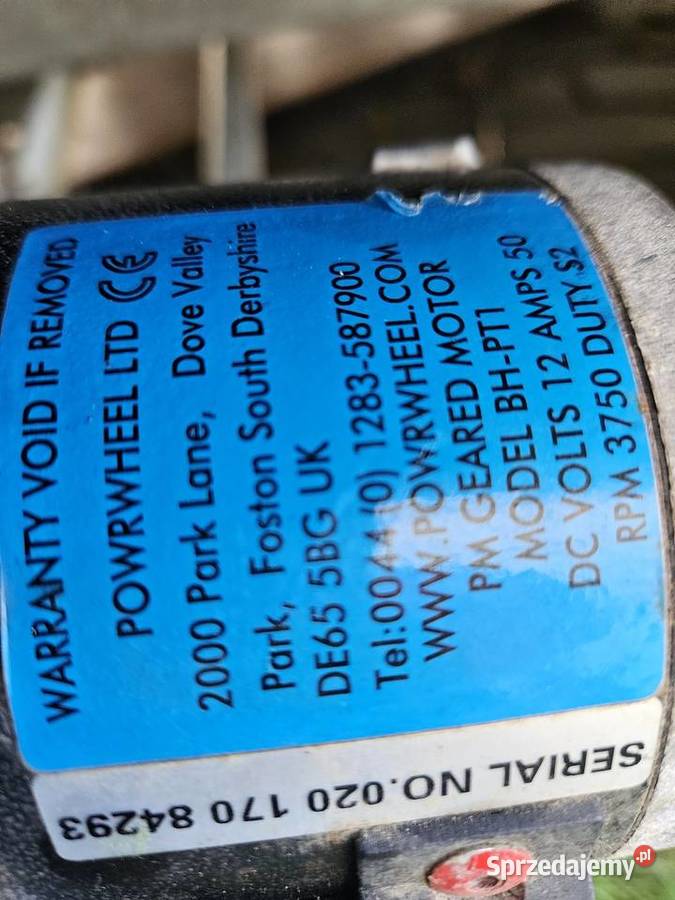 WARRANTY VOID IF REMOVED
POWRWHEEL LTD CE
2000 Park Lane, Dove Valley
Park, Foston South Derbyshire
DE65 5BG UK
Tel:0044 (0) 1283-587900
WWW.POWRWHEEL.COM
PM GEARED MOTOR
MODEL BH-PT1
DC VOLTS 12 AMPS 50
RPM 3750 DUTY S2
SERIAL NO.020 170 84293
Sprzedajemy.pl